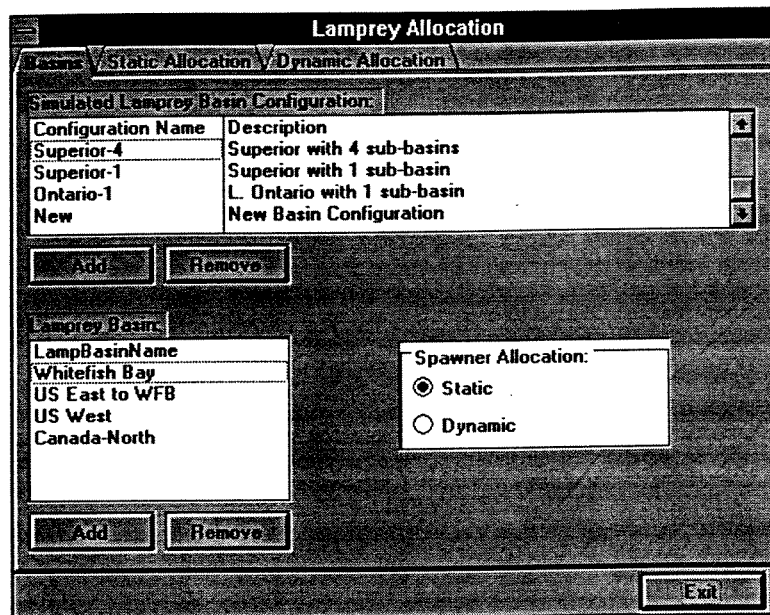 Lamprey Allocation
Basins Static Allocation Dynamic Allocation
Simulated Lamprey Basin Configuration:
Configuration Name Description
Superior-4 Superior with 4 sub-basins
Superior-1 Superior with 1 sub-basin
Ontario-1 L. Ontario with 1 sub-basin
New New Basin Configuration
Add Remove
Lamprey Basin:
LampBasinName
Whitefish Bay
US East to WFB
US West
Canada-North
Spawner Allocation:
Static
Dynamic
Add Remove
Exit